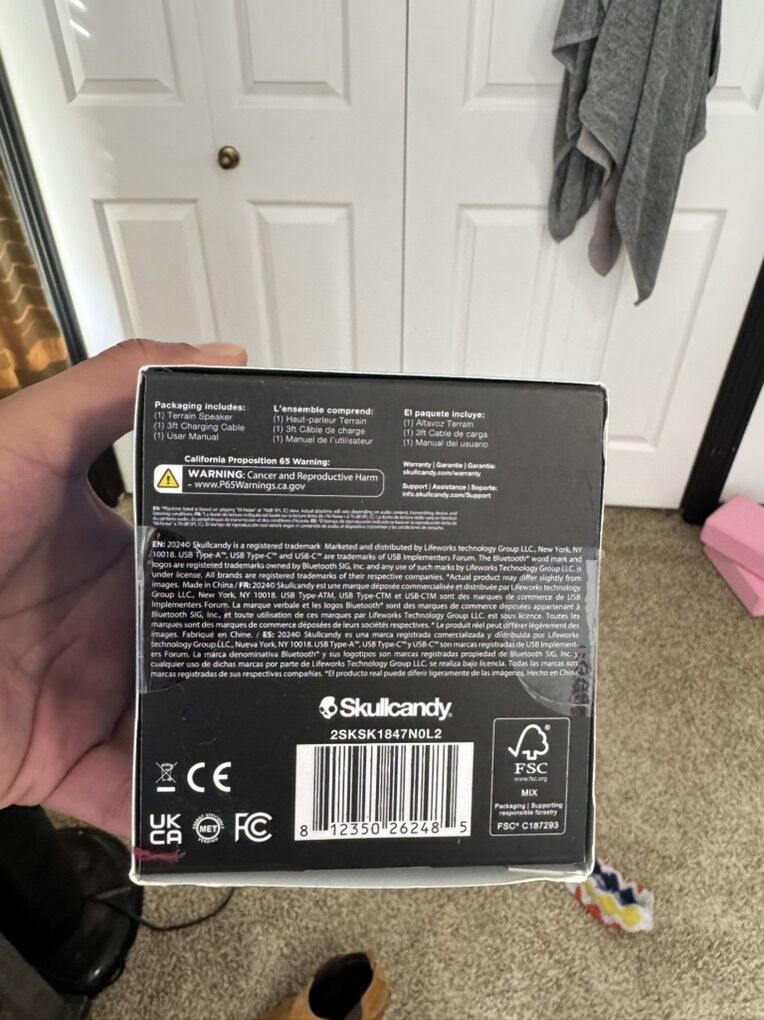 Packaging includes:
(1) Terrain Speaker
(1) 3ft Charging Cable
(1) User Manual
L'ensemble comprend:
(1) Haut-parleur Terrain
(1) 3ft Câble de charge
(1) Manuel de l'utilisateur
El paquete incluye:
(1) Altavoz Terrain
(1) 3ft Cable de carga
(1) Manual del usuario
California Proposition 65 Warning:
WARNING: Cancer and Reproductive Harm
– www.P65Warnings.ca.gov
Warranty | Garantie | Garantía:
skullcandy.com/warranty
Support | Assistance | Soporte:
info.skullcandy.com/Support
EN: 2024© Skullcandy is a registered trademark Marketed and distributed by Lifeworks technology Group LLC, New York, NY
10018. USB Type-A™, USB Type-C™ and USB-C™ are trademarks of USB Implementers Forum. The Bluetooth® word mark and
logos are registered trademarks owned by Bluetooth SIG, Inc. and any use of such marks by Lifeworks Technology Group LLC. is
under license. All brands are registered trademarks of their respective companies. *Actual product may differ slightly from
images. Made in China / FR: 2024© Skullcandy est une marque déposée commercialisée et distribuée par Lifeworks technology
Group LLC., New York, NY 10018. USB Type-ATM, USB Type-CTM et USB-C1M sont des marques de commerce de USB
Implementers Forum. La marque verbale et les logos Bluetooth® sont des marques de commerce déposées appartenant à
Bluetooth SIG, Inc., et toute utilisation de ces marques par Lifeworks Technology Group LLC. est sous licence. Toutes les
marques sont des marques de commerce déposées de leurs sociétés respectives. * Le produit réel peut différer légèrement des
images. Fabriqué en Chine. / ES: 2024© Skullcandy es una marca registrada comercializada y distribuida por Lifeworks
technology Group LLC., Nueva York, NY 10018. USB Type-A™, USB Type-C™ y USB-C™ son marcas registradas de USB Implement-
ers Forum. La marca denominativa Bluetooth® y sus logotipos son marcas registradas propiedad de Bluetooth SIG, Inc. y
cualquier uso de dichas marcas por parte de Lifeworks Technology Group LLC. se realiza bajo licencia. Todas las marcas son
marcas registradas de sus respectivas compañías. *El producto real puede diferir ligeramente de las imágenes. Hecho en China
Skullcandy®
2SKSK1847N0L2
8 12350 26248 5
CE
UK
CA
MET
FC
®
FSC
www.fsc.org
MIX
Packaging | Supporting
responsible forestry
FSC® C187293